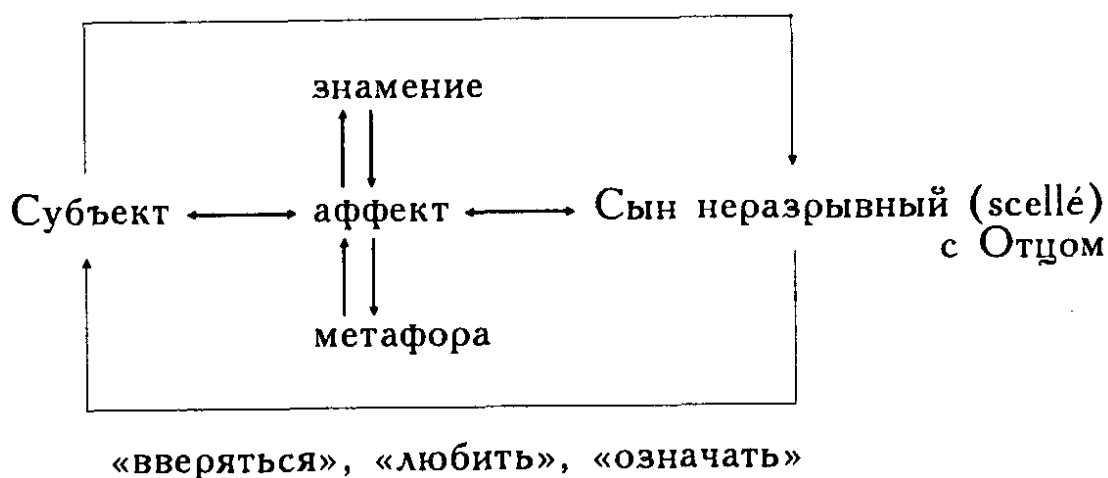 знамение
Субъект аффект Сын неразрывный (scellé)
с Отцом
метафора
«вверяться», «любить», «означать»